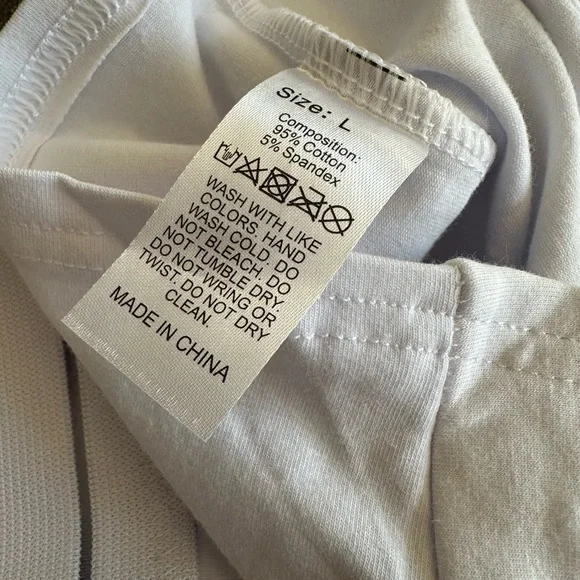 Size: L
Composition:
95% Cotton
5% Spandex
WASH WITH LIKE
COLORS. HAND
WASH COLD. DO
NOT BLEACH. DO
NOT TUMBLE DRY
DO NOT WRING OR
TWIST. DO NOT DRY
CLEAN.
MADE IN CHINA